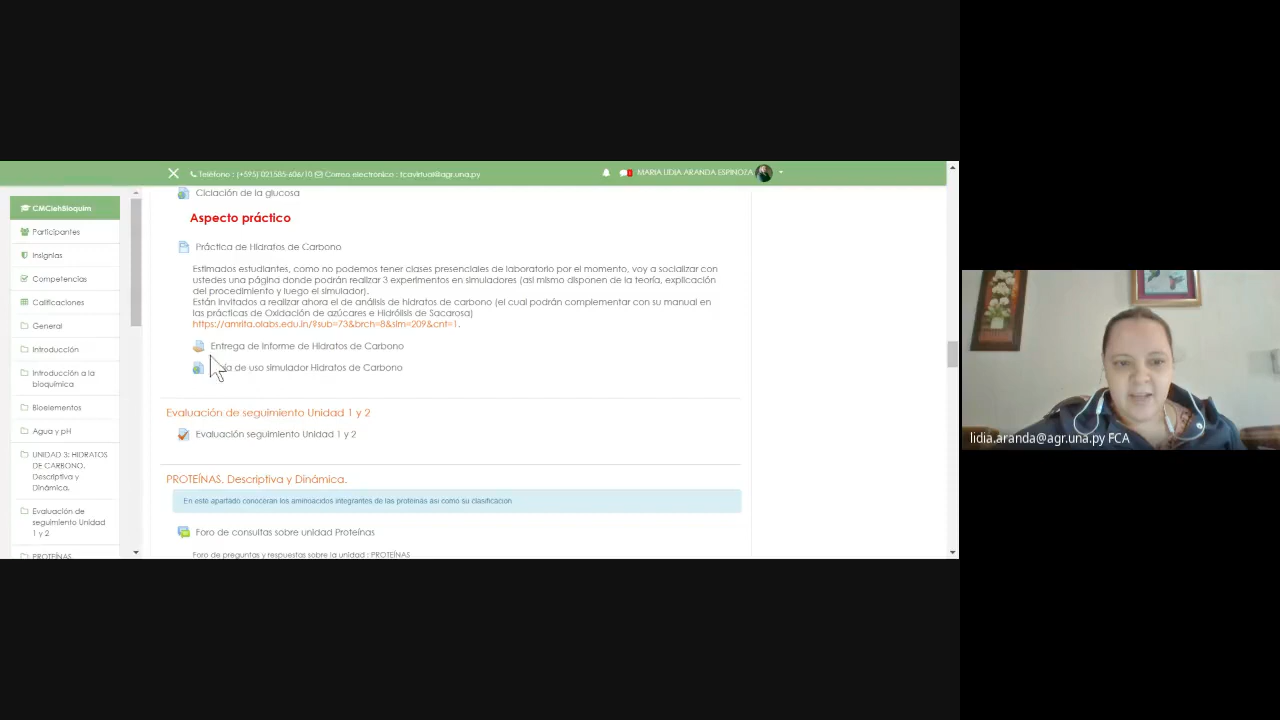 Teléfono : (+595) 021585-606/10 Correo electrónico : fcavirtual@agr.una.py
MARIA LIDIA ARANDA ESPINOZA
CMCiehBioquim
Participantes
Insignias
Competencias
Calificaciones
General
Introducción
Introducción a la
bioquímica
Bioelementos
Agua y pH
UNIDAD 3: HIDRATOS
DE CARBONO.
Descriptiva y
Dinámica.
Evaluación de
seguimiento Unidad
1 y 2
PROTEÍNAS.
Ciclación de la glucosa
Aspecto práctico
Práctica de Hidratos de Carbono
Estimados estudiantes, como no podemos tener clases presenciales de laboratorio por el momento, voy a socializar con
ustedes una página donde podrán realizar 3 experimentos en simuladores (asi mismo disponen de la teoría, explicación
del procedimiento y luego el simulador).
Están invitados a realizar ahora el de análisis de hidratos de carbono (el cual podrán complementar con su manual en
las prácticas de Oxidación de azúcares e Hidrólisis de Sacarosa)
https://amrita.olabs.edu.in/?sub=73&brch=8&sim=209&cnt=1.
Entrega de Informe de Hidratos de Carbono
de uso simulador Hidratos de Carbono
Evaluación de seguimiento Unidad 1 y 2
Evaluación seguimiento Unidad 1 y 2
PROTEÍNAS. Descriptiva y Dinámica.
En este apartado conoceran los aminoacidos integrantes de las proteinas asi como su clasificacion
Foro de consultas sobre unidad Proteínas
Foro de preguntas y respuestas sobre la unidad : PROTEÍNAS
lidia.aranda@agr.una.py FCA